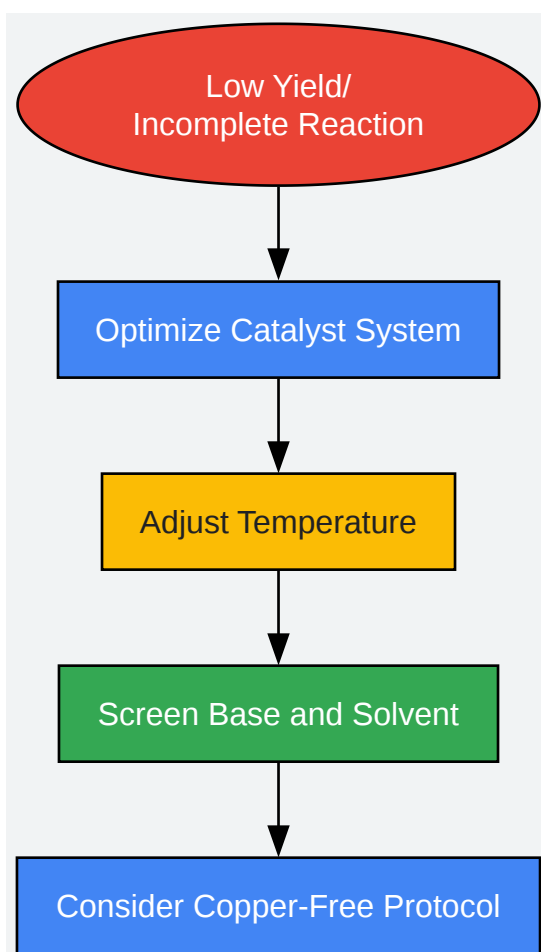 Low Yield/
Incomplete Reaction
Optimize Catalyst System
Adjust Temperature
Screen Base and Solvent
Consider Copper-Free Protocol